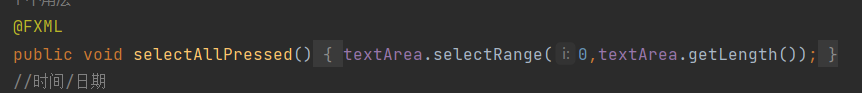 @FXML
public void selectAllPressed() { textArea.selectRange( i: 0,textArea.getLength()); }
//时间/日期